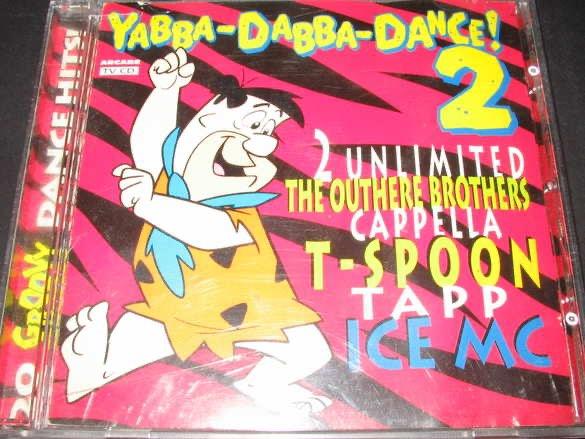 YABBA-DABBA-DANCE!
2
ARCADE
TV CD
2 UNLIMITED
THE OUTHERE BROTHERS
CAPPELLA
T-SPOON
TAPP
ICE MC
20 GROOVY DANCE HITS!